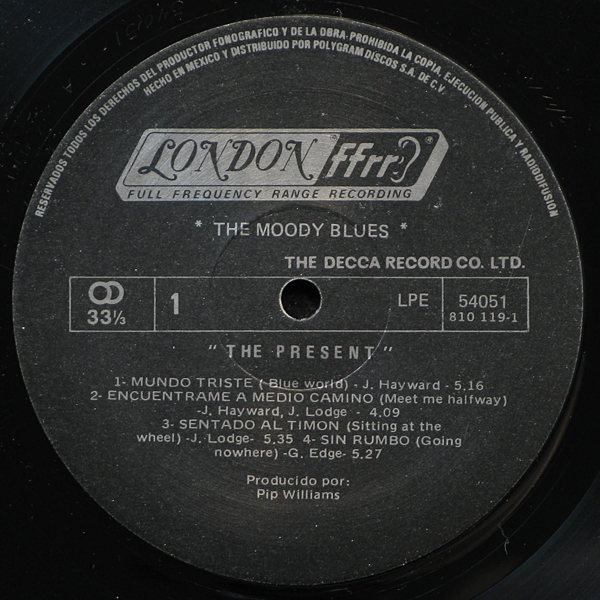 RESERVADOS TODOS LOS DERECHOS DEL PRODUCTOR FONOGRAFICO Y DE LA OBRA-PROHIBIDA LA COPIA, EJECUCION PUBLICA Y RADIODIFUSION
HECHO EN MEXICO Y DISTRIBUIDO POR POLYGRAM DISCOS S.A. DE C.V.
LONDON ffrr
FULL FREQUENCY RANGE RECORDING
* THE MOODY BLUES *
THE DECCA RECORD CO. LTD.
33⅓ 1 LPE 54051
810 119-1
"THE PRESENT"
1- MUNDO TRISTE ( Blue world) - J. Hayward - 5.16
2- ENCUENTRAME A MEDIO CAMINO (Meet me halfway)
-J. Hayward, J. Lodge - 4.09
3- SENTADO AL TIMON (Sitting at the
wheel) -J. Lodge- 5.35 4- SIN RUMBO (Going
nowhere) -G. Edge- 5.27
Producido por:
Pip Williams